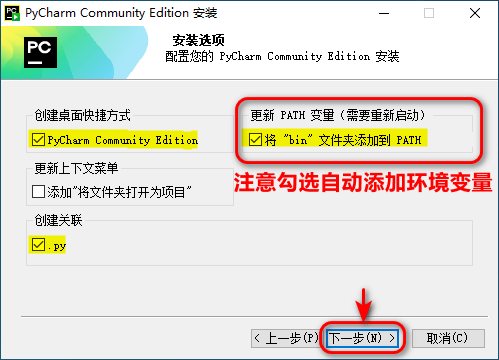 PyCharm Community Edition 安装
PC
安装选项
配置您的 PyCharm Community Edition 安装
创建桌面快捷方式
PyCharm Community Edition
更新 PATH 变量（需要重新启动）
将 "bin" 文件夹添加到 PATH
注意勾选自动添加环境变量
更新上下文菜单
添加"将文件夹打开为项目"
创建关联
.py
< 上一步(P)
下一步(N) >
取消(C)